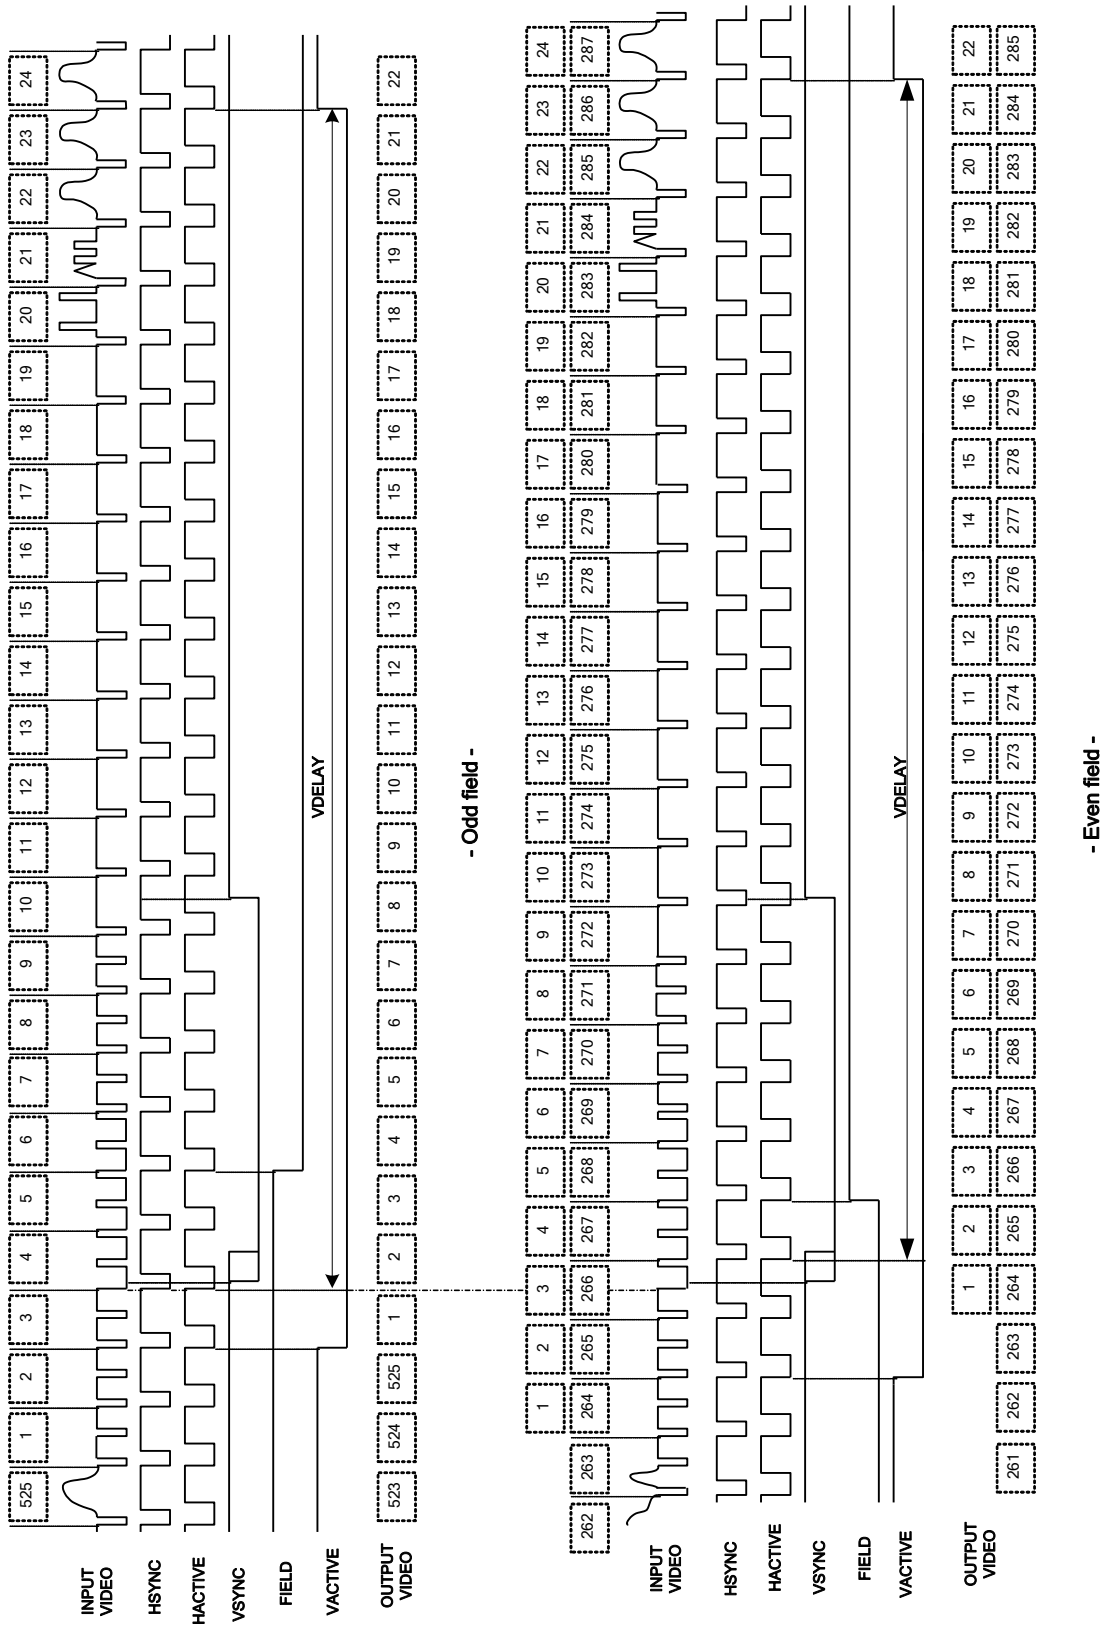 525 1 2 3 4 5 6 7 8 9 10 11 12 13 14 15 16 17 18 19 20 21 22 23 24
INPUT
VIDEO
HSYNC
HACTIVE
VSYNC
FIELD
VDELAY
VACTIVE
OUTPUT
VIDEO
523 524 525 1 2 3 4 5 6 7 8 9 10 11 12 13 14 15 16 17 18 19 20 21 22
- Odd field -
1 2 3 4 5 6 7 8 9 10 11 12 13 14 15 16 17 18 19 20 21 22 23 24
262 263 264 265 266 267 268 269 270 271 272 273 274 275 276 277 278 279 280 281 282 283 284 285 286 287
INPUT
VIDEO
HSYNC
HACTIVE
VSYNC
FIELD
VDELAY
VACTIVE
OUTPUT
VIDEO
1 2 3 4 5 6 7 8 9 10 11 12 13 14 15 16 17 18 19 20 21 22
261 262 263 264 265 266 267 268 269 270 271 272 273 274 275 276 277 278 279 280 281 282 283 284 285
- Even field -